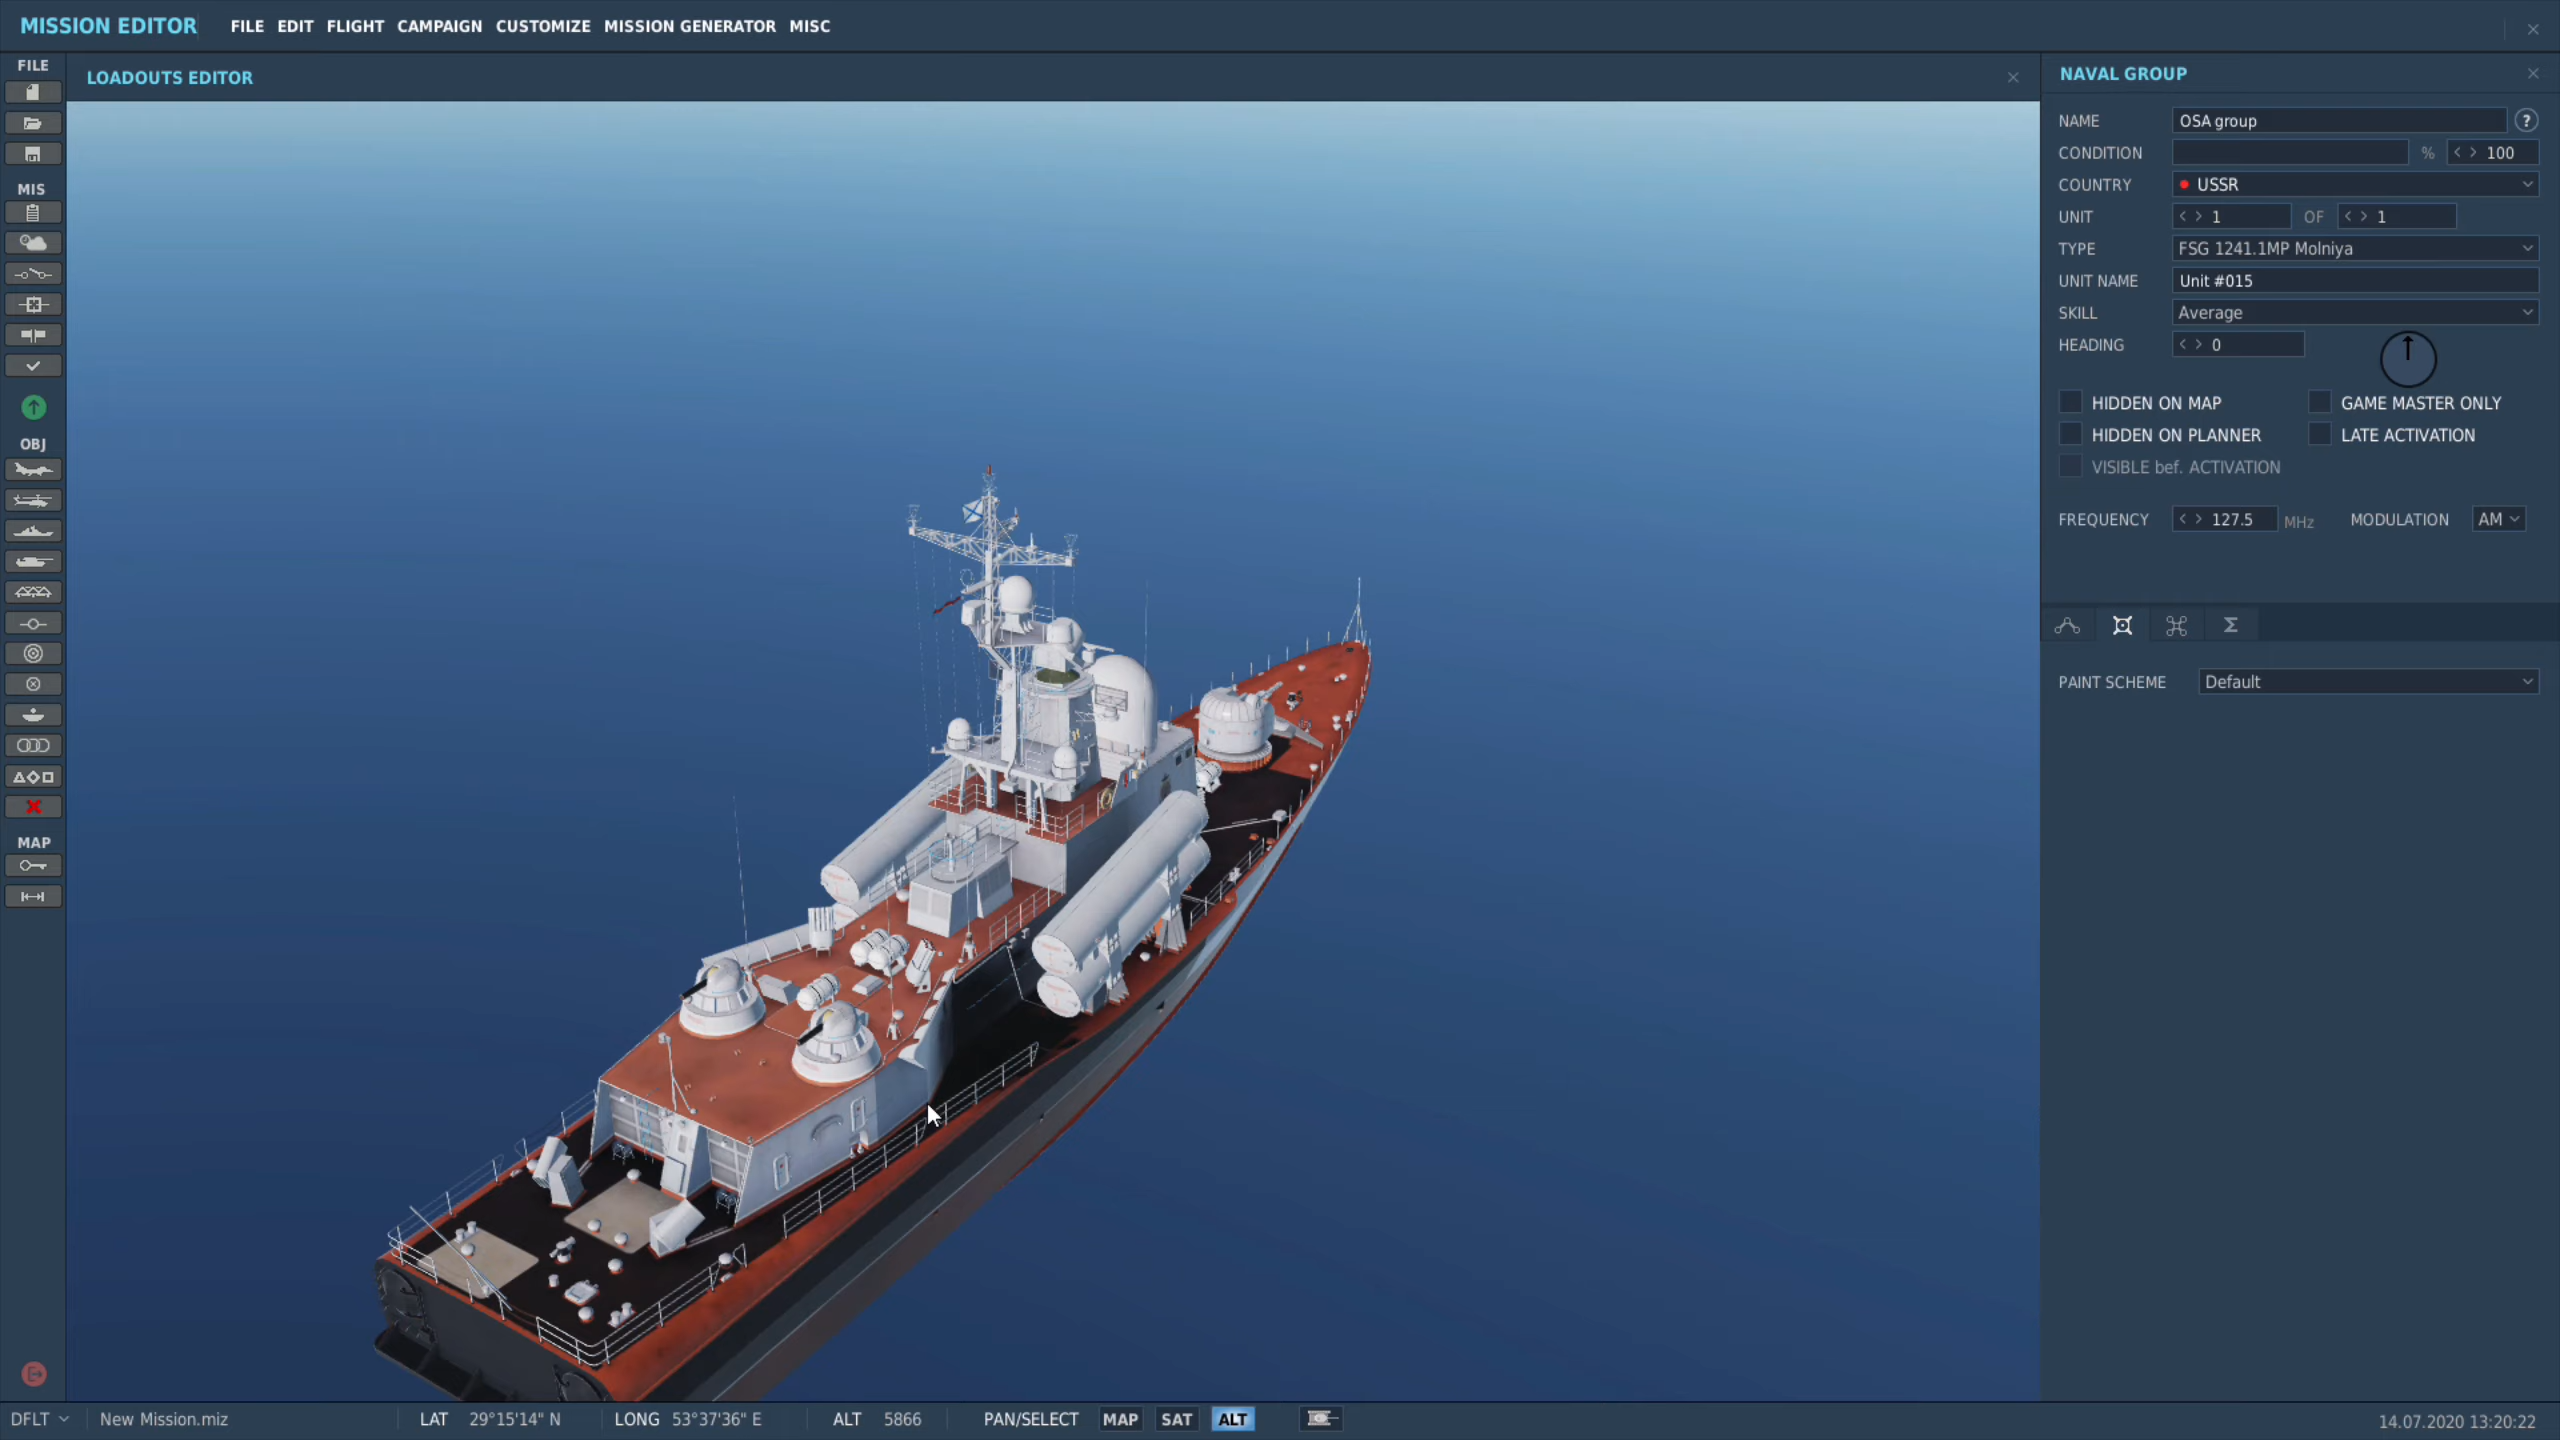 MISSION EDITOR FILE EDIT FLIGHT CAMPAIGN CUSTOMIZE MISSION GENERATOR MISC
FILE
LOADOUTS EDITOR
MIS
OBJ
MAP
NAVAL GROUP
NAME OSA group ?
CONDITION % < > 100
COUNTRY USSR
UNIT < > 1 OF < > 1
TYPE FSG 1241.1MP Molniya
UNIT NAME Unit #015
SKILL Average
HEADING < > 0
HIDDEN ON MAP GAME MASTER ONLY
HIDDEN ON PLANNER LATE ACTIVATION
VISIBLE bef. ACTIVATION
FREQUENCY < > 127.5 MHz MODULATION AM
Σ
PAINT SCHEME Default
DFLT New Mission.miz LAT 29°15'14" N LONG 53°37'36" E ALT 5866 PAN/SELECT MAP SAT ALT 14.07.2020 13:20:22